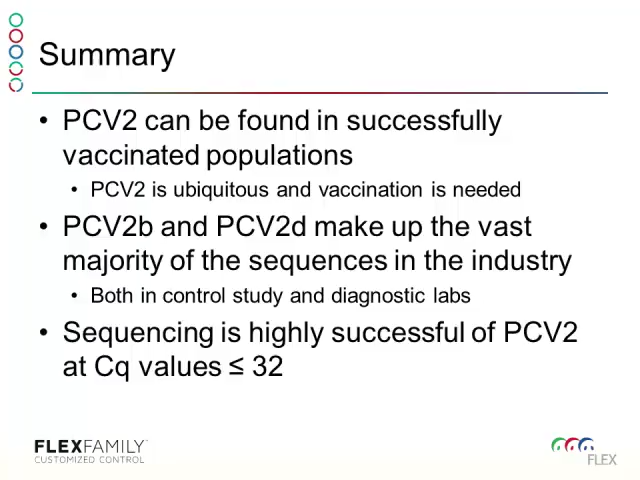 Summary
• PCV2 can be found in successfully
vaccinated populations
• PCV2 is ubiquitous and vaccination is needed
• PCV2b and PCV2d make up the vast
majority of the sequences in the industry
• Both in control study and diagnostic labs
• Sequencing is highly successful of PCV2
at Cq values ≤ 32
FLEXFAMILY
CUSTOMIZED CONTROL
FLEX